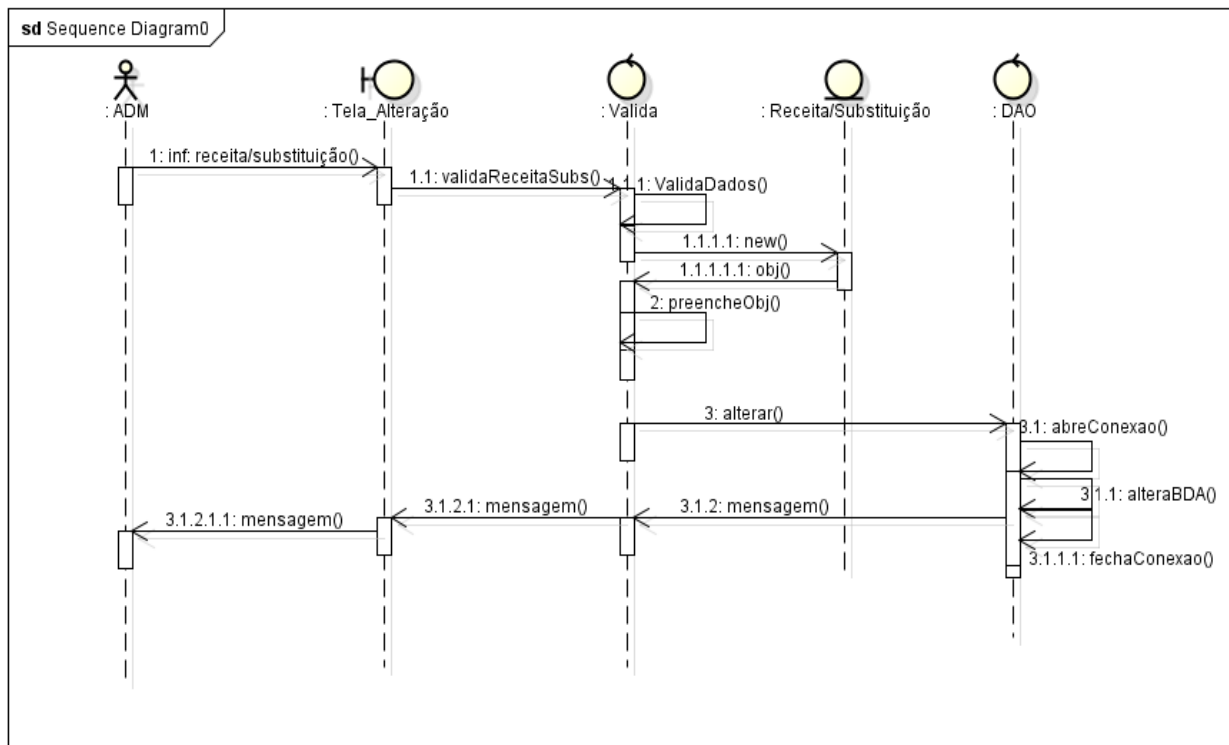 sd Sequence Diagram0
: ADM
: Tela_Alteração
: Valida
: Receita/Substituição
: DAO
1: inf: receita/substituição()
1.1: validaReceitaSubs()
1.1.1: ValidaDados()
1.1.1.1: new()
1.1.1.1.1: obj()
2: preencheObj()
3: alterar()
3.1: abreConexao()
3.1.1: alteraBDA()
3.1.2: mensagem()
3.1.2.1: mensagem()
3.1.2.1.1: mensagem()
3.1.1.1: fechaConexao()